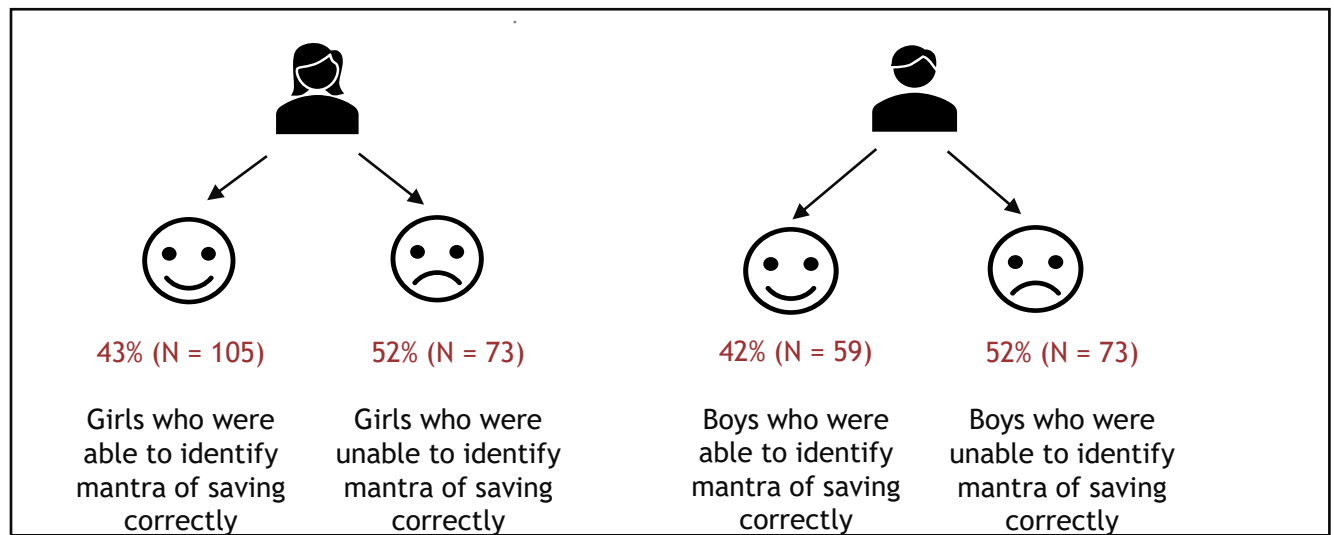 43% (N = 105)
52% (N = 73)
42% (N = 59)
52% (N = 73)
Girls who were
able to identify
mantra of saving
correctly
Girls who were
unable to identify
mantra of saving
correctly
Boys who were
able to identify
mantra of saving
correctly
Boys who were
unable to identify
mantra of saving
correctly